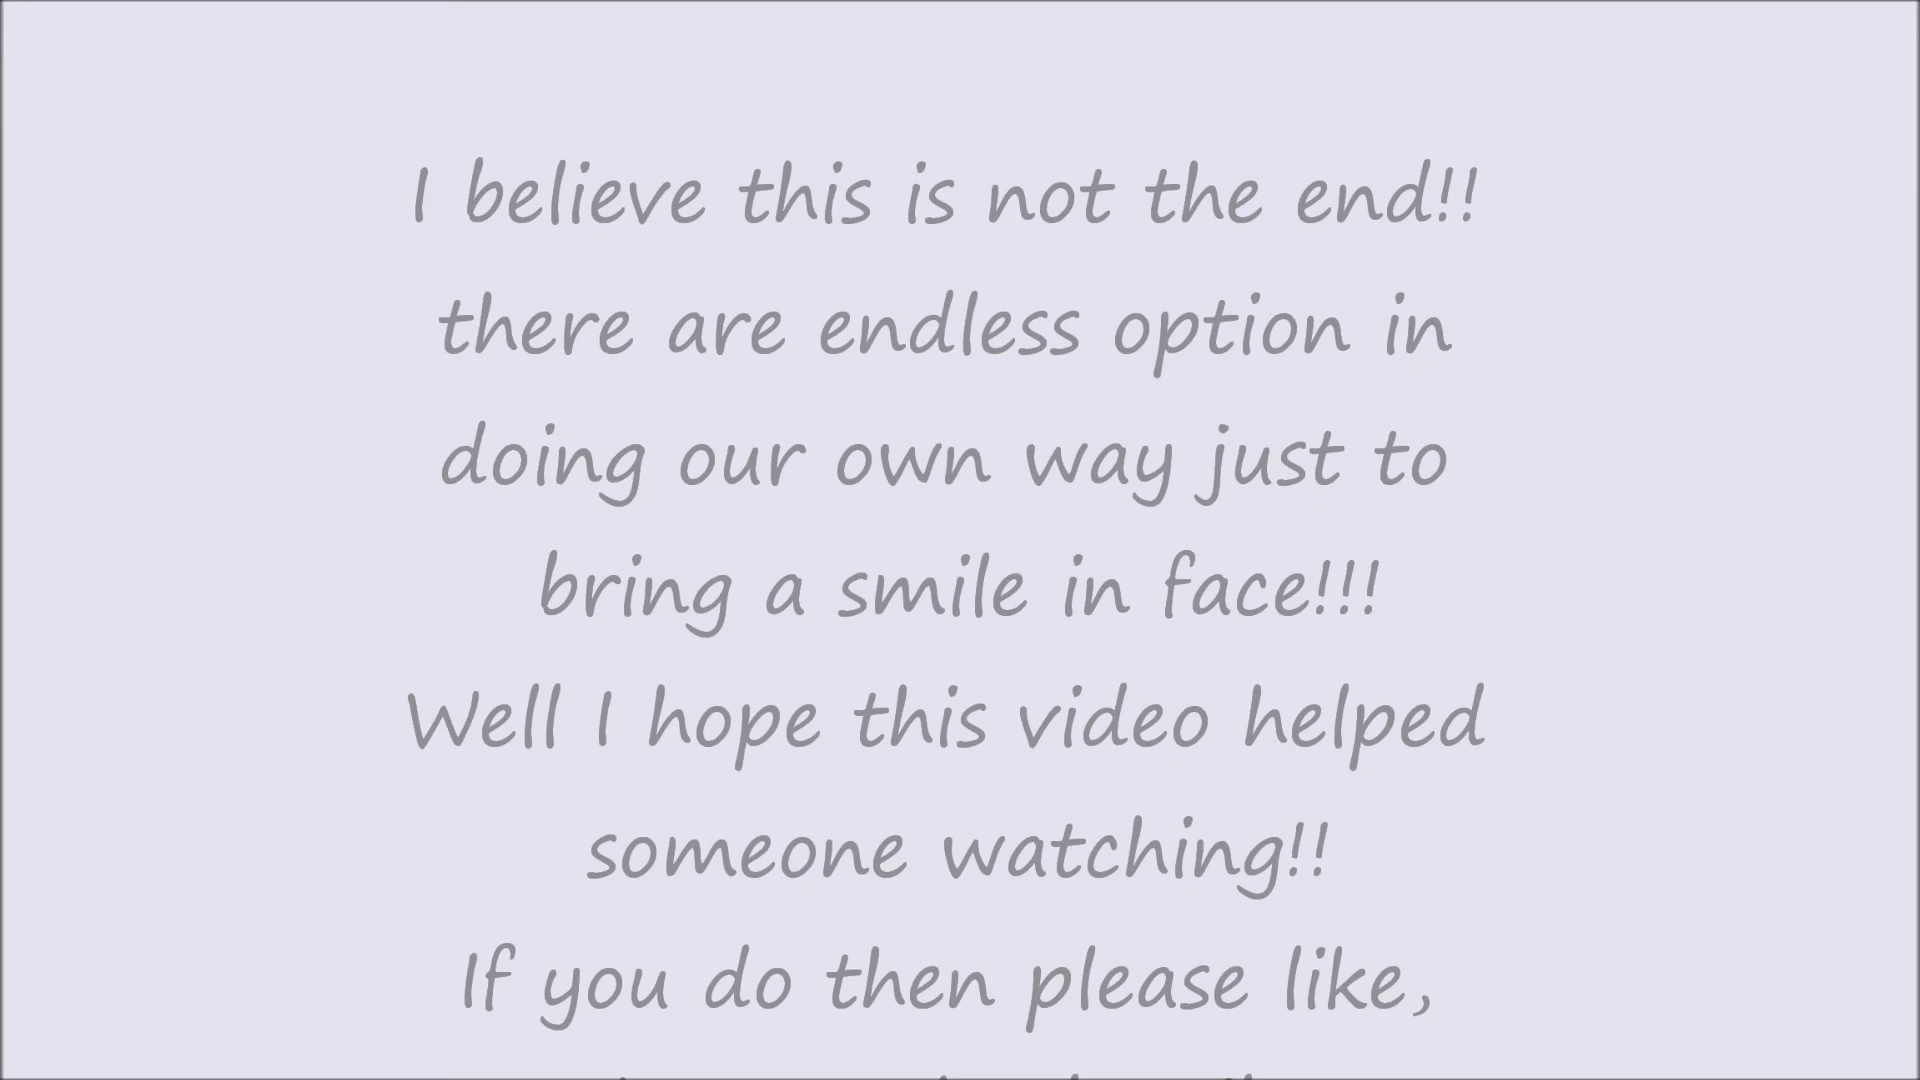 I believe this is not the end!!
there are endless option in
doing our own way just to
bring a smile in face!!!
Well I hope this video helped
someone watching!!
If you do then please like,